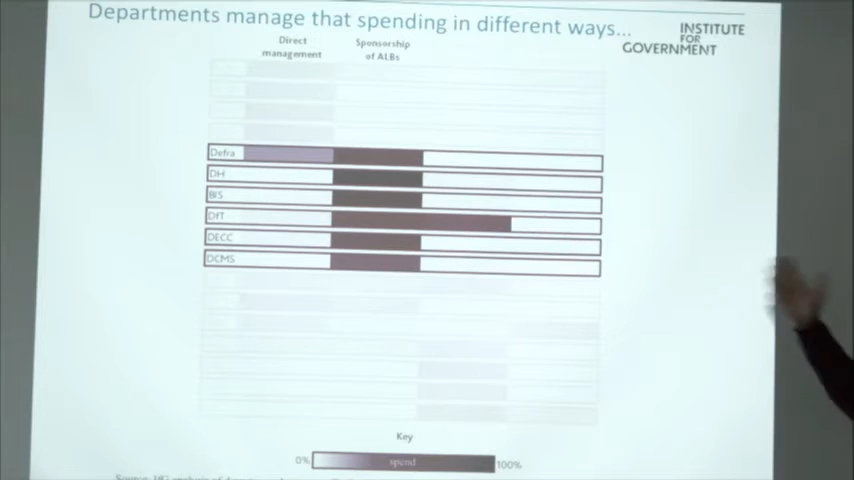 Departments manage that spending in different ways...
INSTITUTE
FOR
GOVERNMENT
Direct
management
Sponsorship
of ALBs
Defra
DH
BIS
DfT
DECC
DCMS
Key
0%
spend
100%